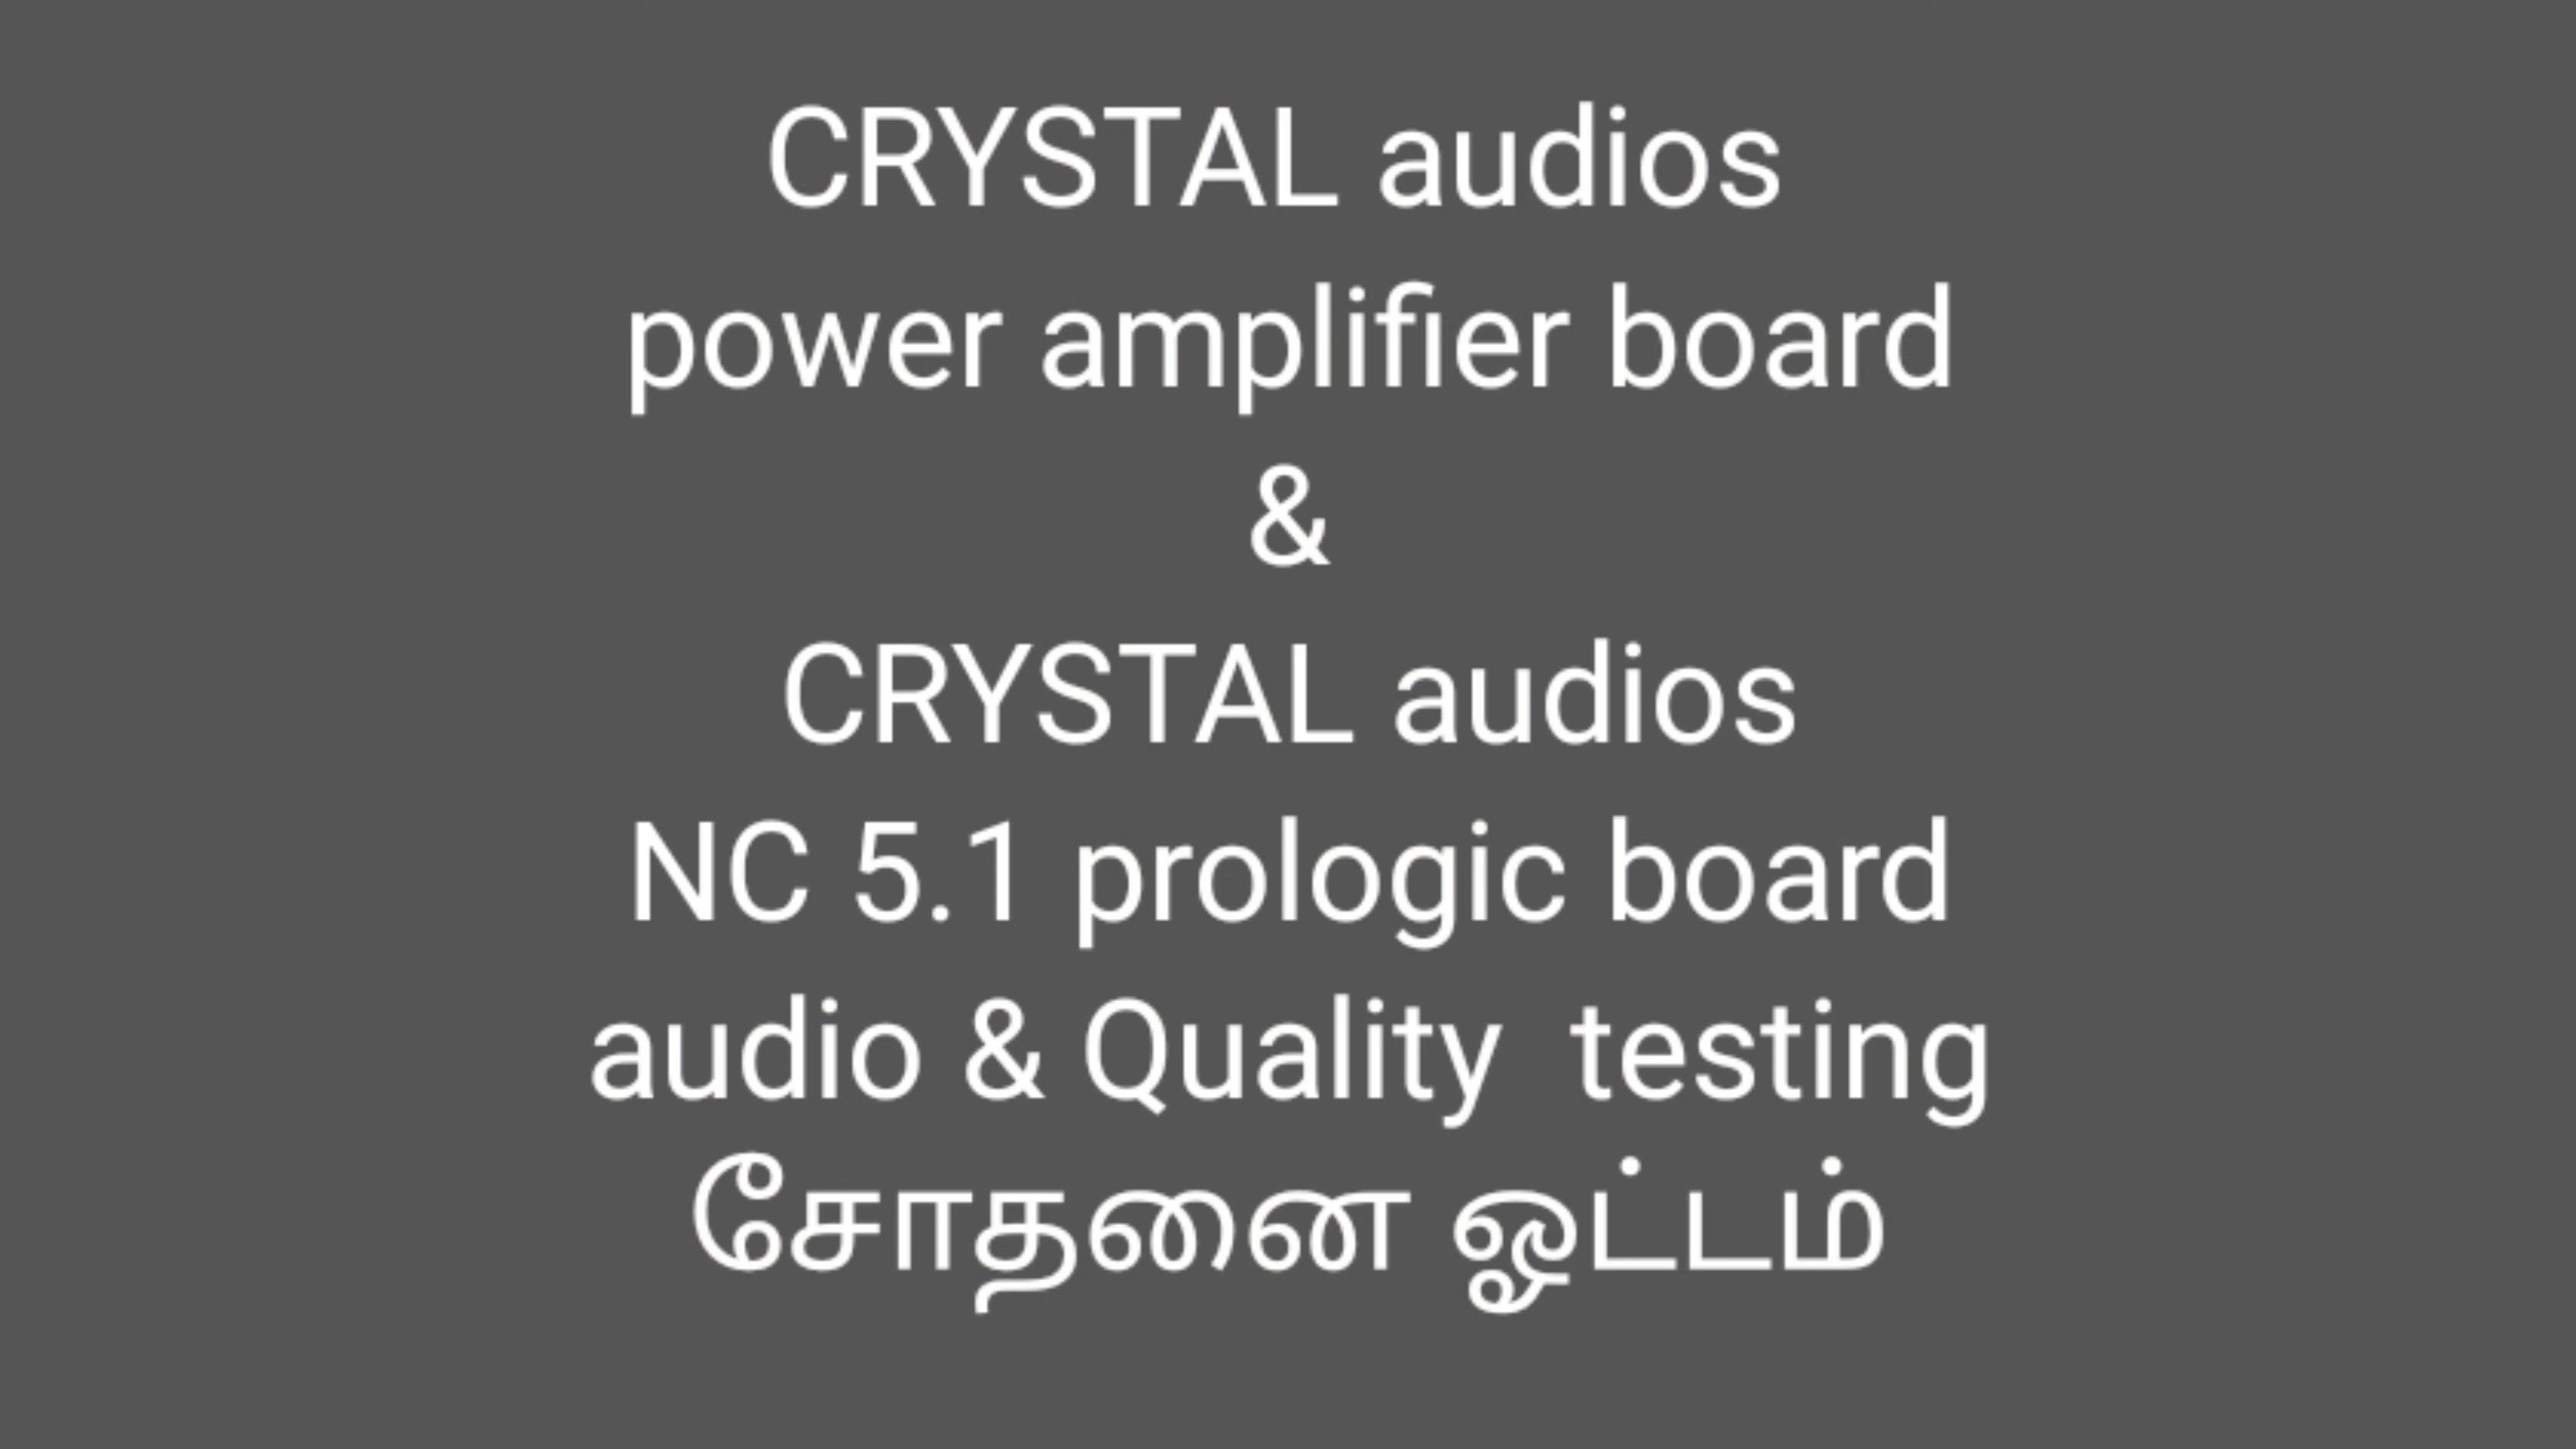 CRYSTAL audios
power amplifier board
&
CRYSTAL audios
NC 5.1 prologic board
audio & Quality  testing
சோதனை ஓட்டம்